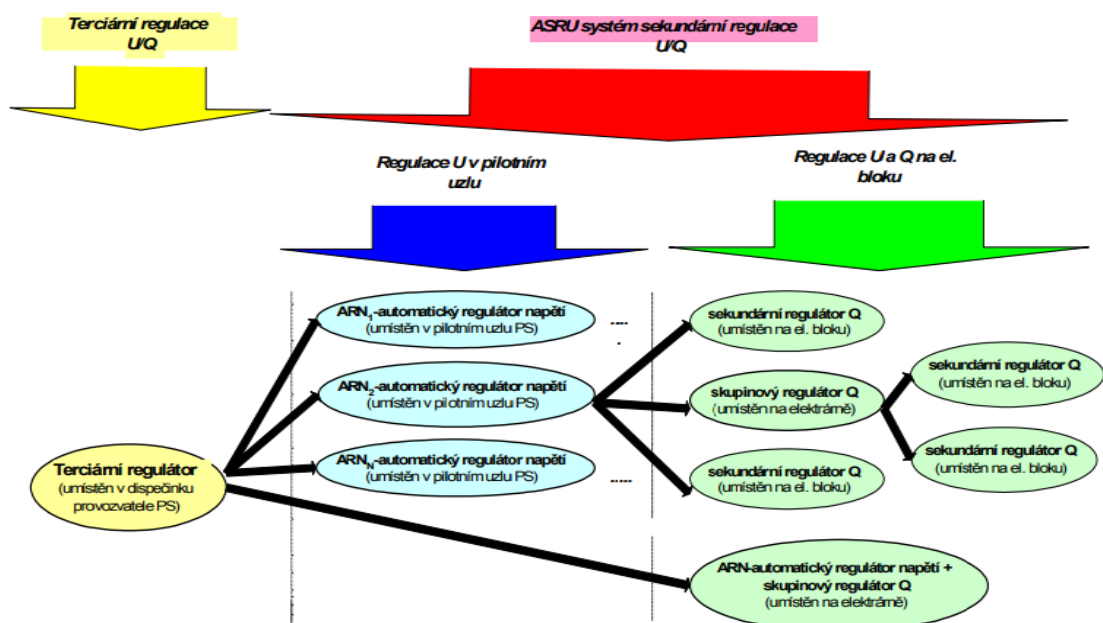 Terciární regulace
U/Q
ASRU systém sekundární regulace
U/Q
Regulace U v pilotním
uzlu
Regulace U a Q na el.
bloku
ARN1-automatický regulátor napětí
(umístěn v pilotním uzlu PS)
.....
.
sekundární regulátor Q
(umístěn na el. bloku)
ARN2-automatický regulátor napětí
(umístěn v pilotním uzlu PS)
skupinový regulátor Q
(umístěn na elektrárně)
sekundární regulátor Q
(umístěn na el. bloku)
sekundární regulátor Q
(umístěn na el. bloku)
Terciární regulátor
(umístěn v dispečinku
provozvatele PS)
ARNN-automatický regulátor napětí
(umístěn v pilotním uzlu PS)
.....
sekundární regulátor Q
(umístěn na el. bloku)
ARN-automatický regulátor napětí +
skupinový regulátor Q
(umístěn na elektrárně)